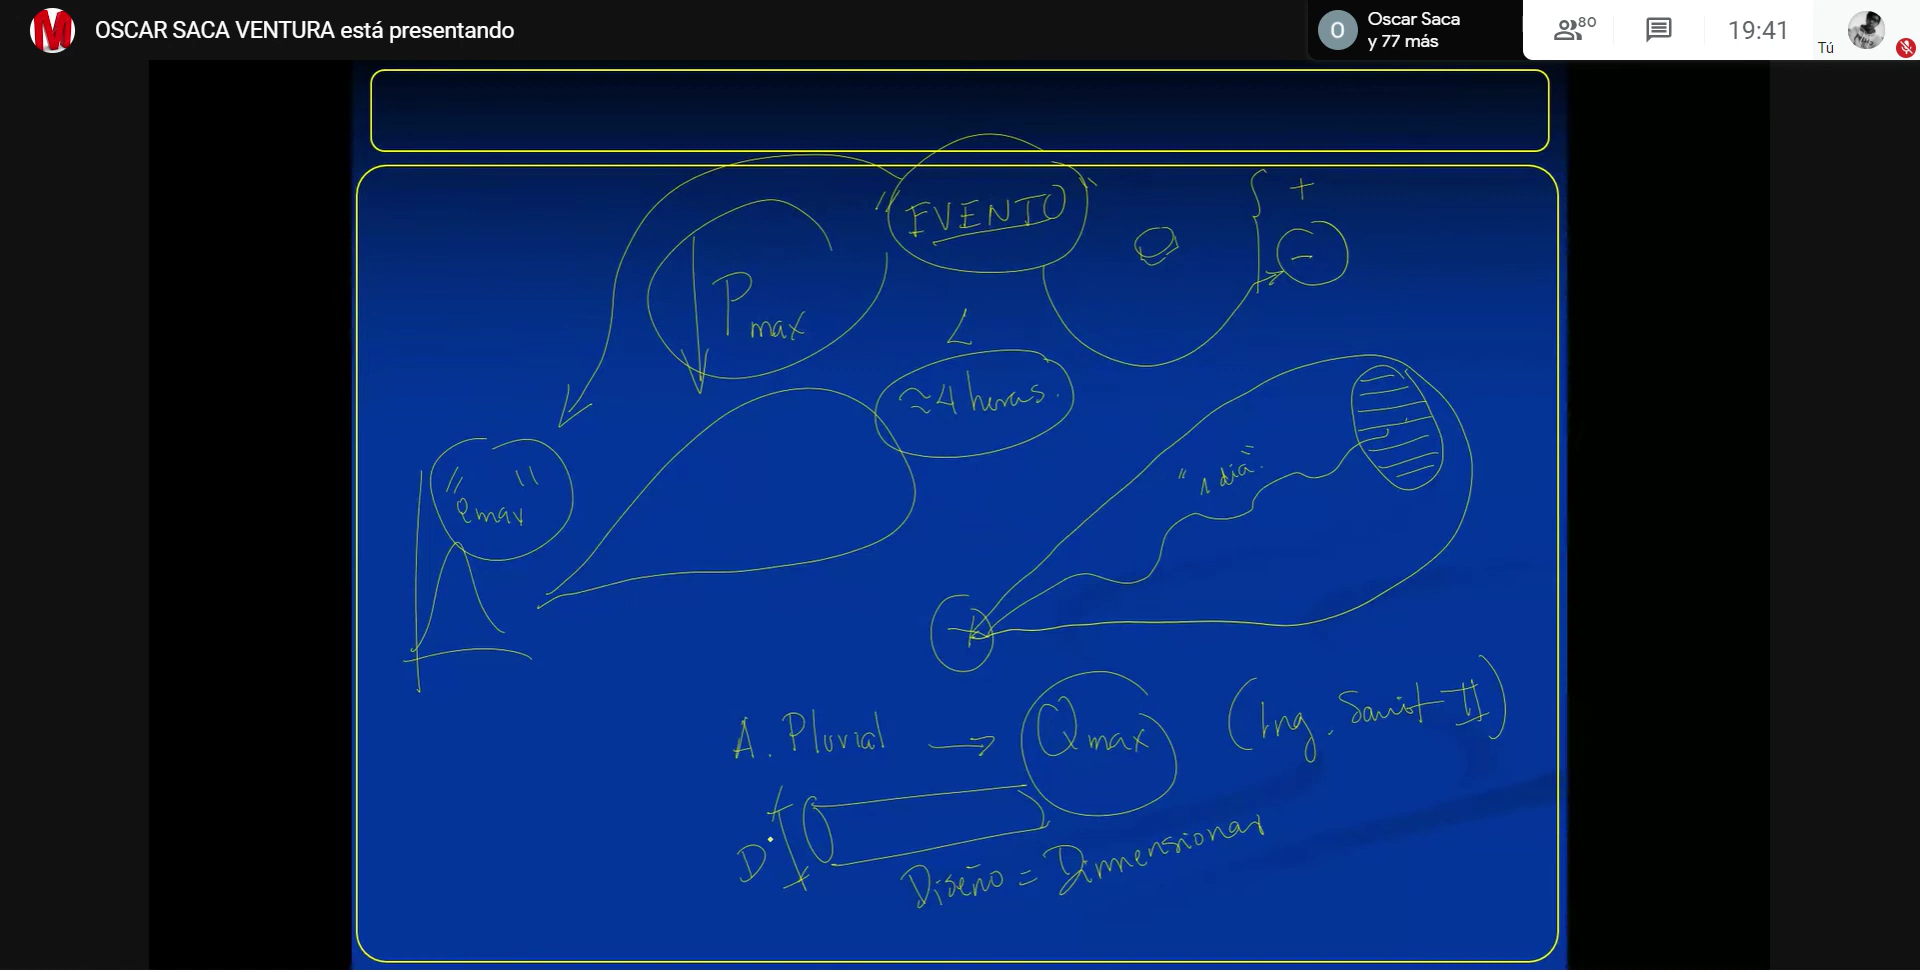 OSCAR SACA VENTURA está presentando
O
Oscar Saca
y 77 más
80
19:41
Tú
"EVENTO"
{ +
-
Pmax
<
≈4 horas.
"Qmax"
"1 dia".
A. Pluvial → Qmax (Ing. Sanit II)
D
Diseño = Dimensionar